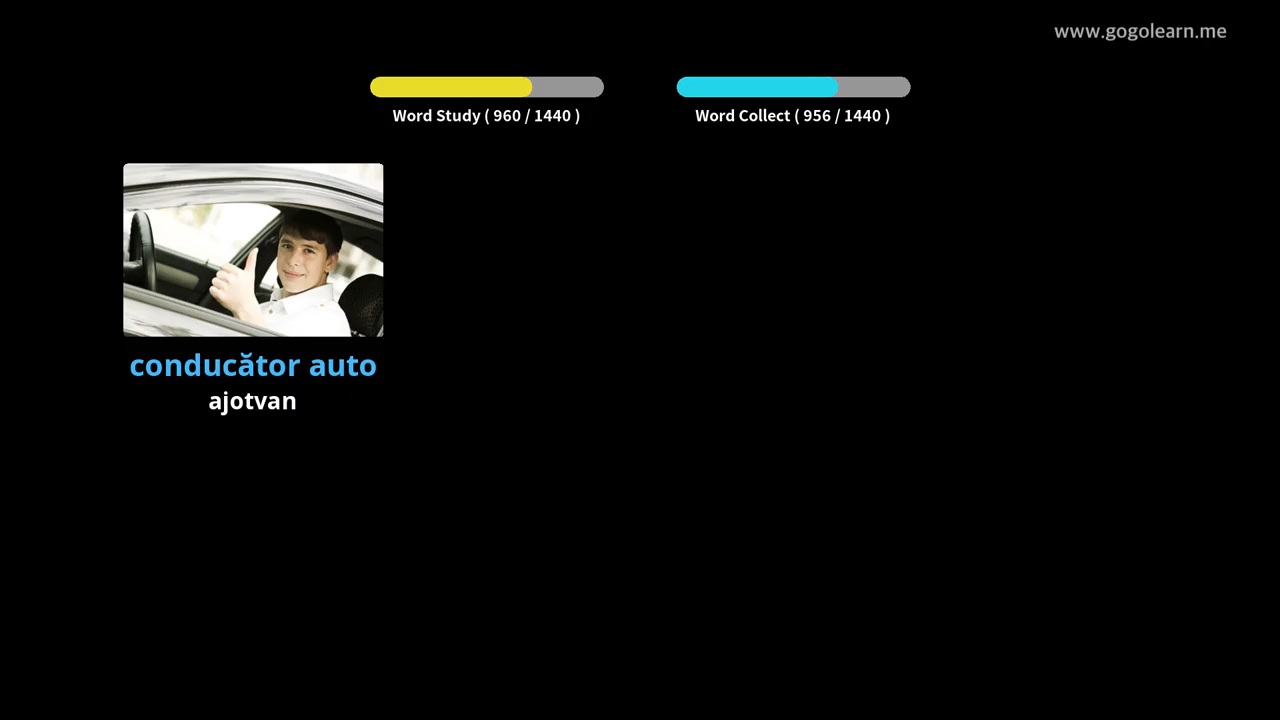 www.gogolearn.me
Word Study ( 960 / 1440 )
Word Collect ( 956 / 1440 )
conducător auto
ajotvan